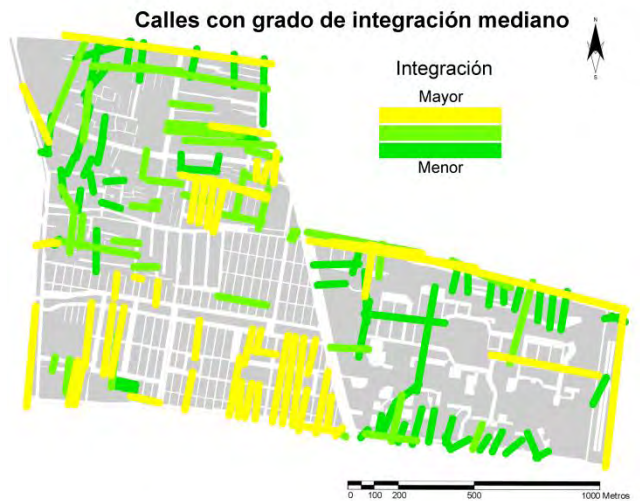 Calles con grado de integración mediano
N
S
Integración
Mayor
Menor
0 100 200 500 1000 Metros